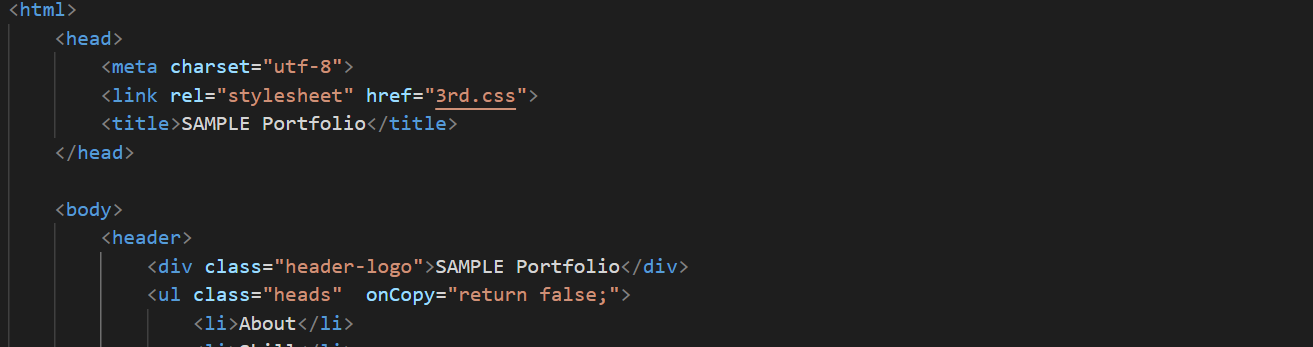 <html>
<head>
<meta charset="utf-8">
<link rel="stylesheet" href="3rd.css">
<title>SAMPLE Portfolio</title>
</head>
<body>
<header>
<div class="header-logo">SAMPLE Portfolio</div>
<ul class="heads"  onCopy="return false;">
<li>About</li>